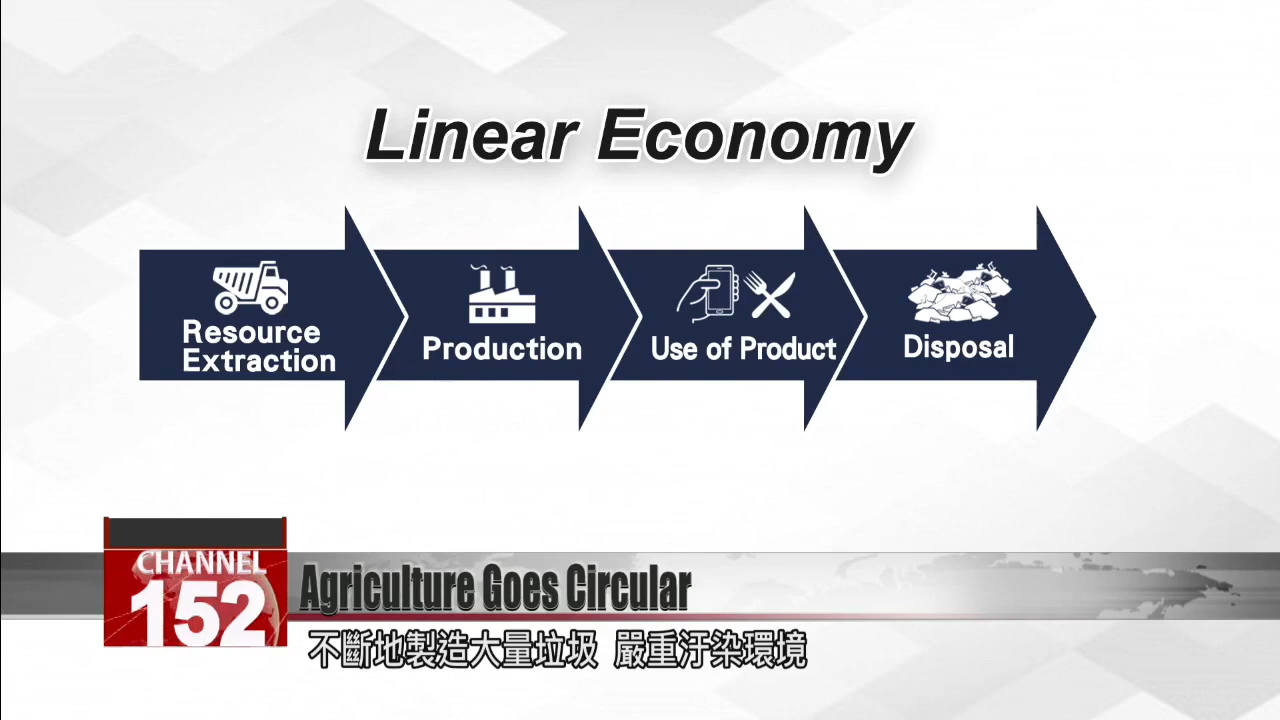 Linear Economy
Resource
Extraction
Production
Use of Product
Disposal
CHANNEL
152
Agriculture Goes Circular
不斷地製造大量垃圾 嚴重汙染環境